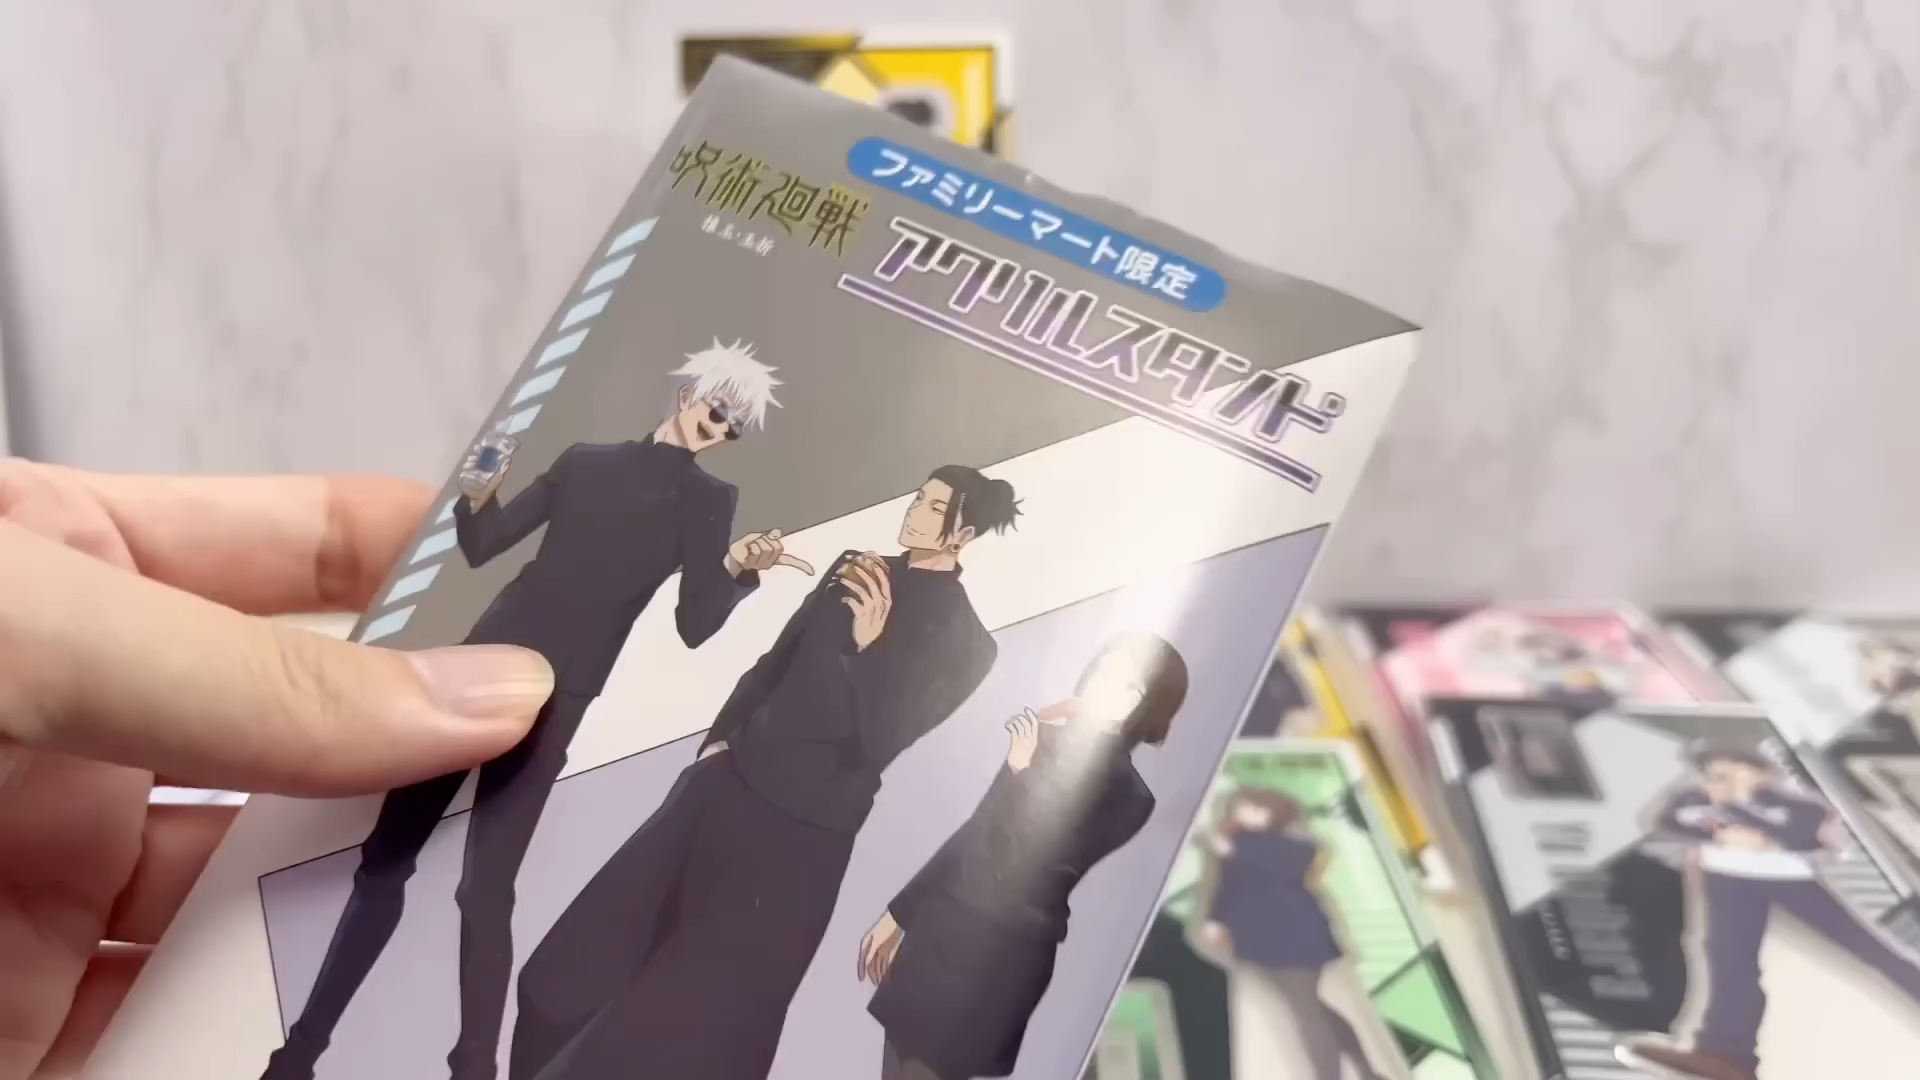 ファミリーマート限定
呪術廻戦
懐玉・玉折
アクリルスタンド